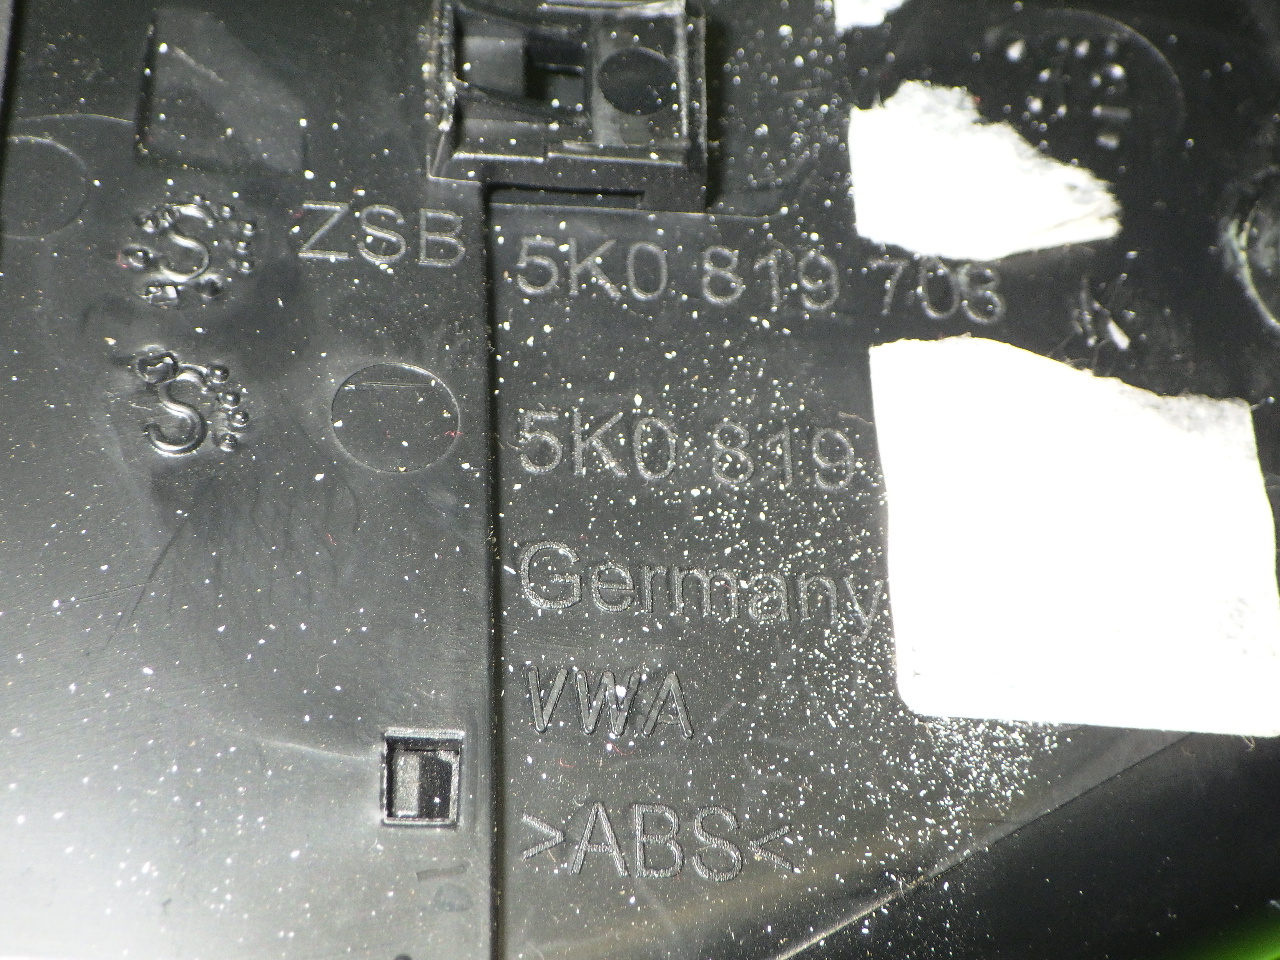 ZSB 5K0 819 703
5K0 819
Germany
VWA
>ABS<
S
S